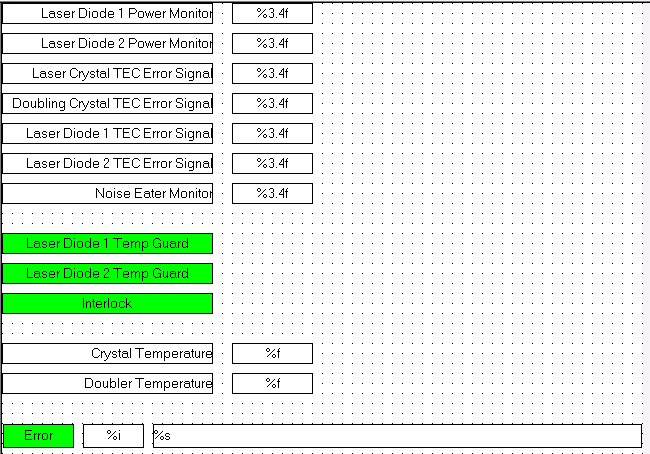 Laser Diode 1 Power Monitor %3.4f
Laser Diode 2 Power Monitor %3.4f
Laser Crystal TEC Error Signal %3.4f
Doubling Crystal TEC Error Signal %3.4f
Laser Diode 1 TEC Error Signal %3.4f
Laser Diode 2 TEC Error Signal %3.4f
Noise Eater Monitor %3.4f
Laser Diode 1 Temp Guard
Laser Diode 2 Temp Guard
Interlock
Crystal Temperature %f
Doubler Temperature %f
Error %i %s